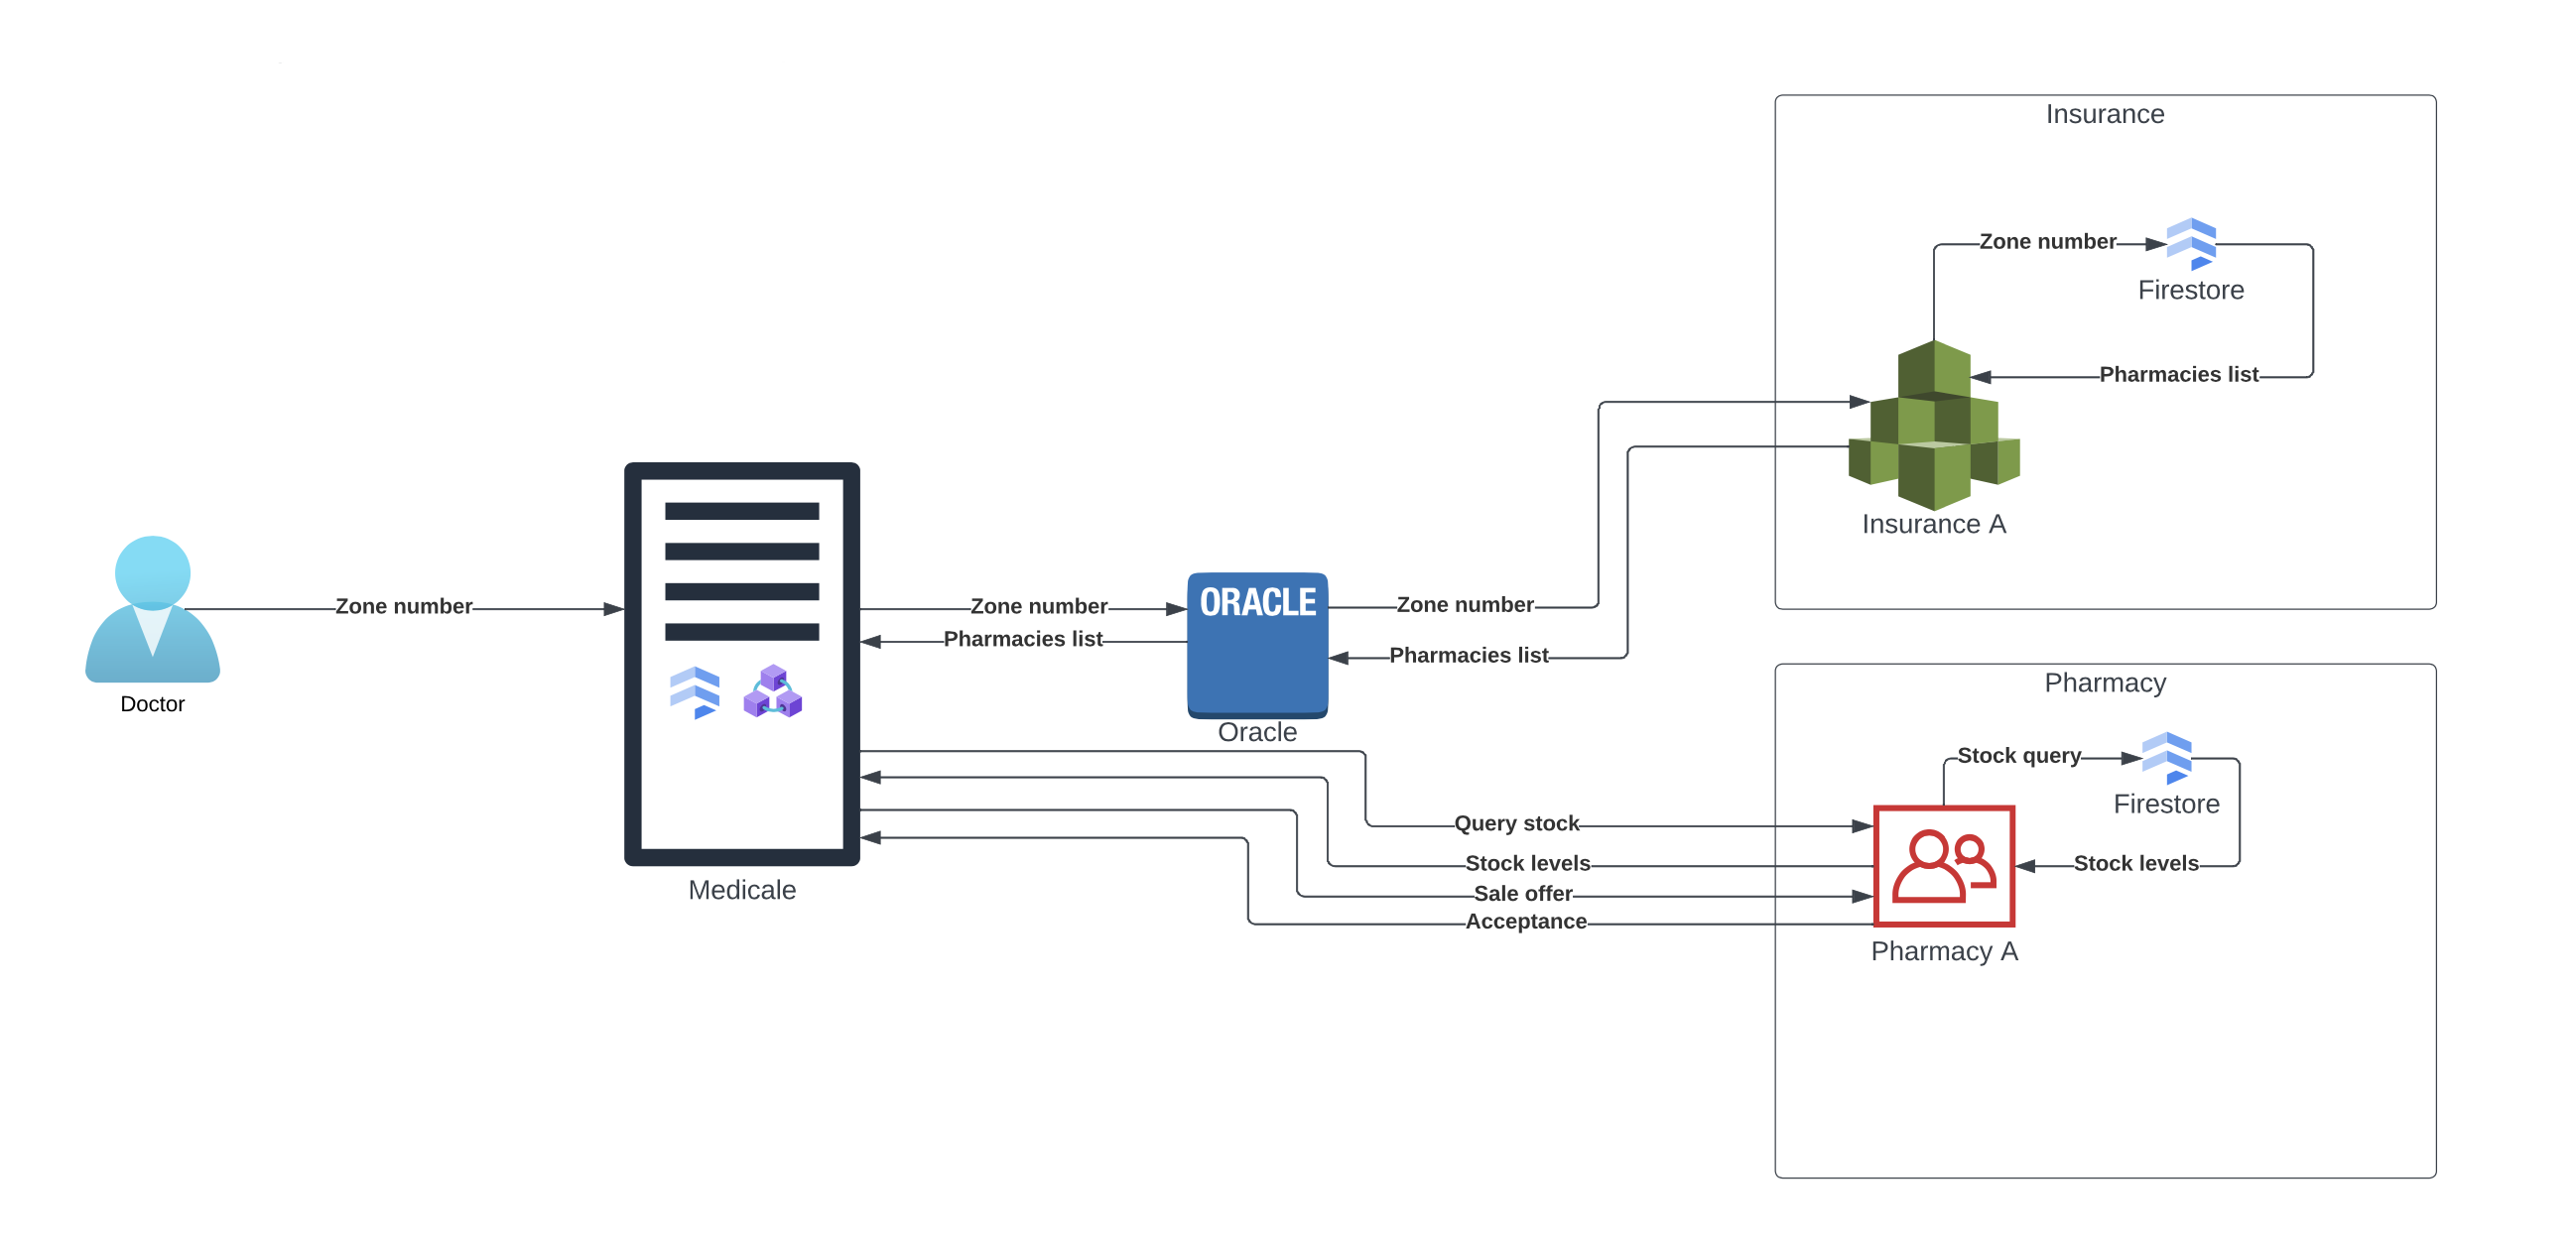 Insurance
Zone number
Firestore
Pharmacies list
Insurance A
Doctor
Zone number
Medicale
Zone number
Pharmacies list
ORACLE
Oracle
Zone number
Pharmacies list
Pharmacy
Stock query
Firestore
Stock levels
Pharmacy A
Query stock
Stock levels
Sale offer
Acceptance